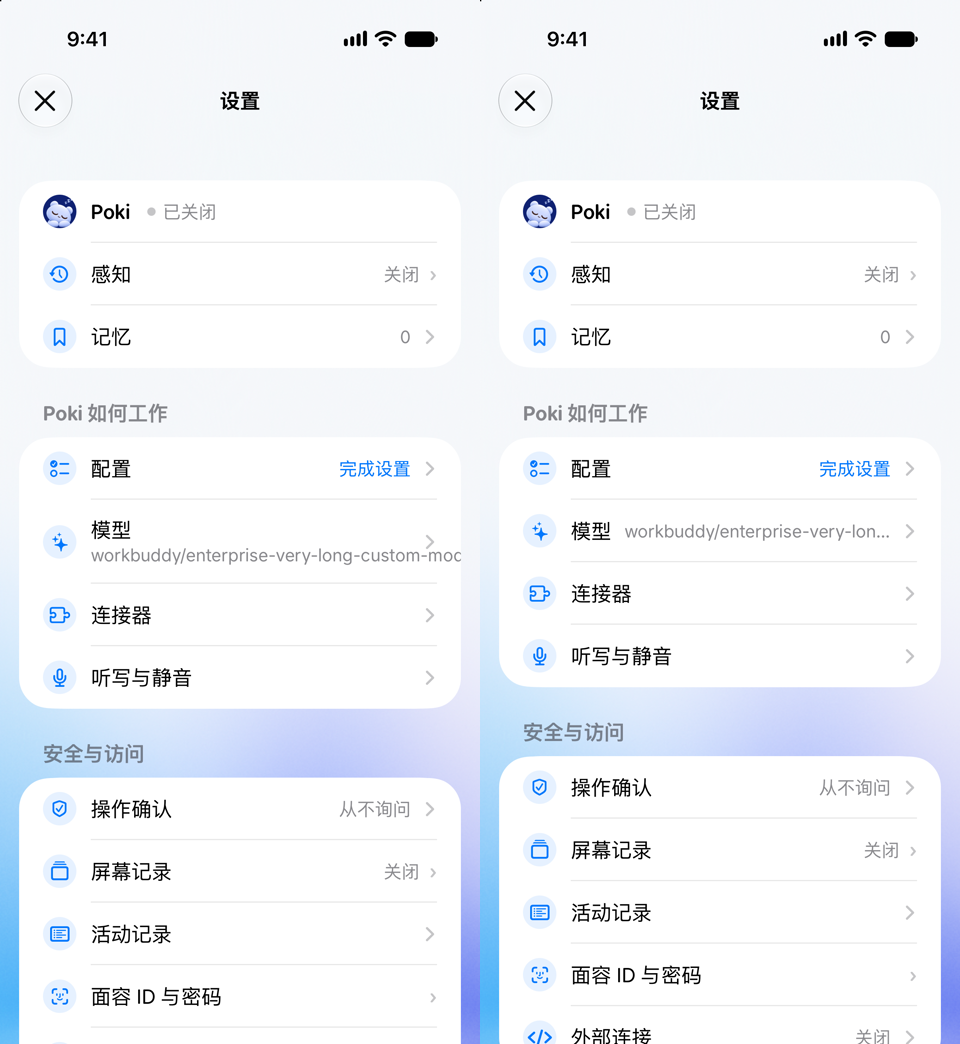 9:41
设置
Poki 已关闭
感知 关闭
记忆 0
Poki 如何工作
配置 完成设置
模型
workbuddy/enterprise-very-long-custom-mod
连接器
听写与静音
安全与访问
操作确认 从不询问
屏幕记录 关闭
活动记录
面容 ID 与密码
9:41
设置
Poki 已关闭
感知 关闭
记忆 0
Poki 如何工作
配置 完成设置
模型 workbuddy/enterprise-very-lon...
连接器
听写与静音
安全与访问
操作确认 从不询问
屏幕记录 关闭
活动记录
面容 ID 与密码
外部连接 关闭